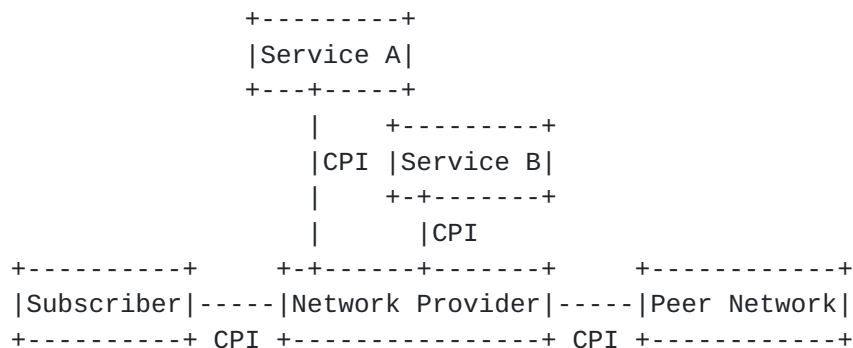 +---------+
              |Service A|
              +---+-----+
                  |    +---------+
                  |CPI |Service B|
                  |    +-+-------+
                  |      |CPI
+----------+    +-+------+-------+     +------------+
|Subscriber|-----|Network Provider|-----|Peer Network|
+----------+ CPI +----------------+ CPI +------------+